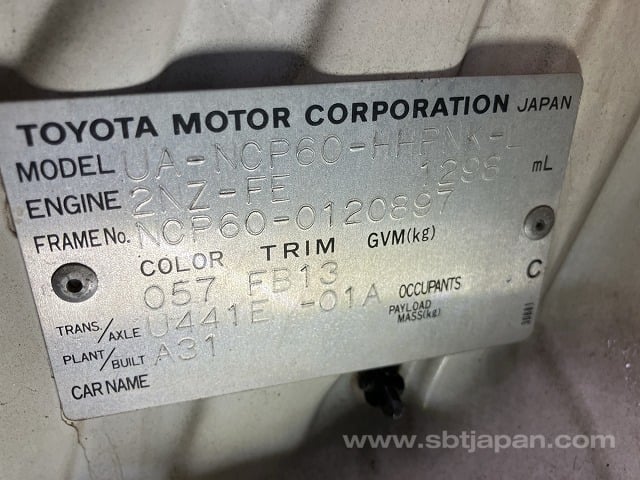 TOYOTA MOTOR CORPORATION JAPAN
MODEL UA-NCP60-HHPNK-L
ENGINE 2NZ-FE 1298 mL
FRAME No. NCP60-0120897
COLOR TRIM GVM(kg)
057 FB13 C
TRANS/AXLE U441E -01A OCCUPANTS
PLANT/BUILT A31 PAYLOAD MASS(kg)
CAR NAME
www.sbtjapan.com